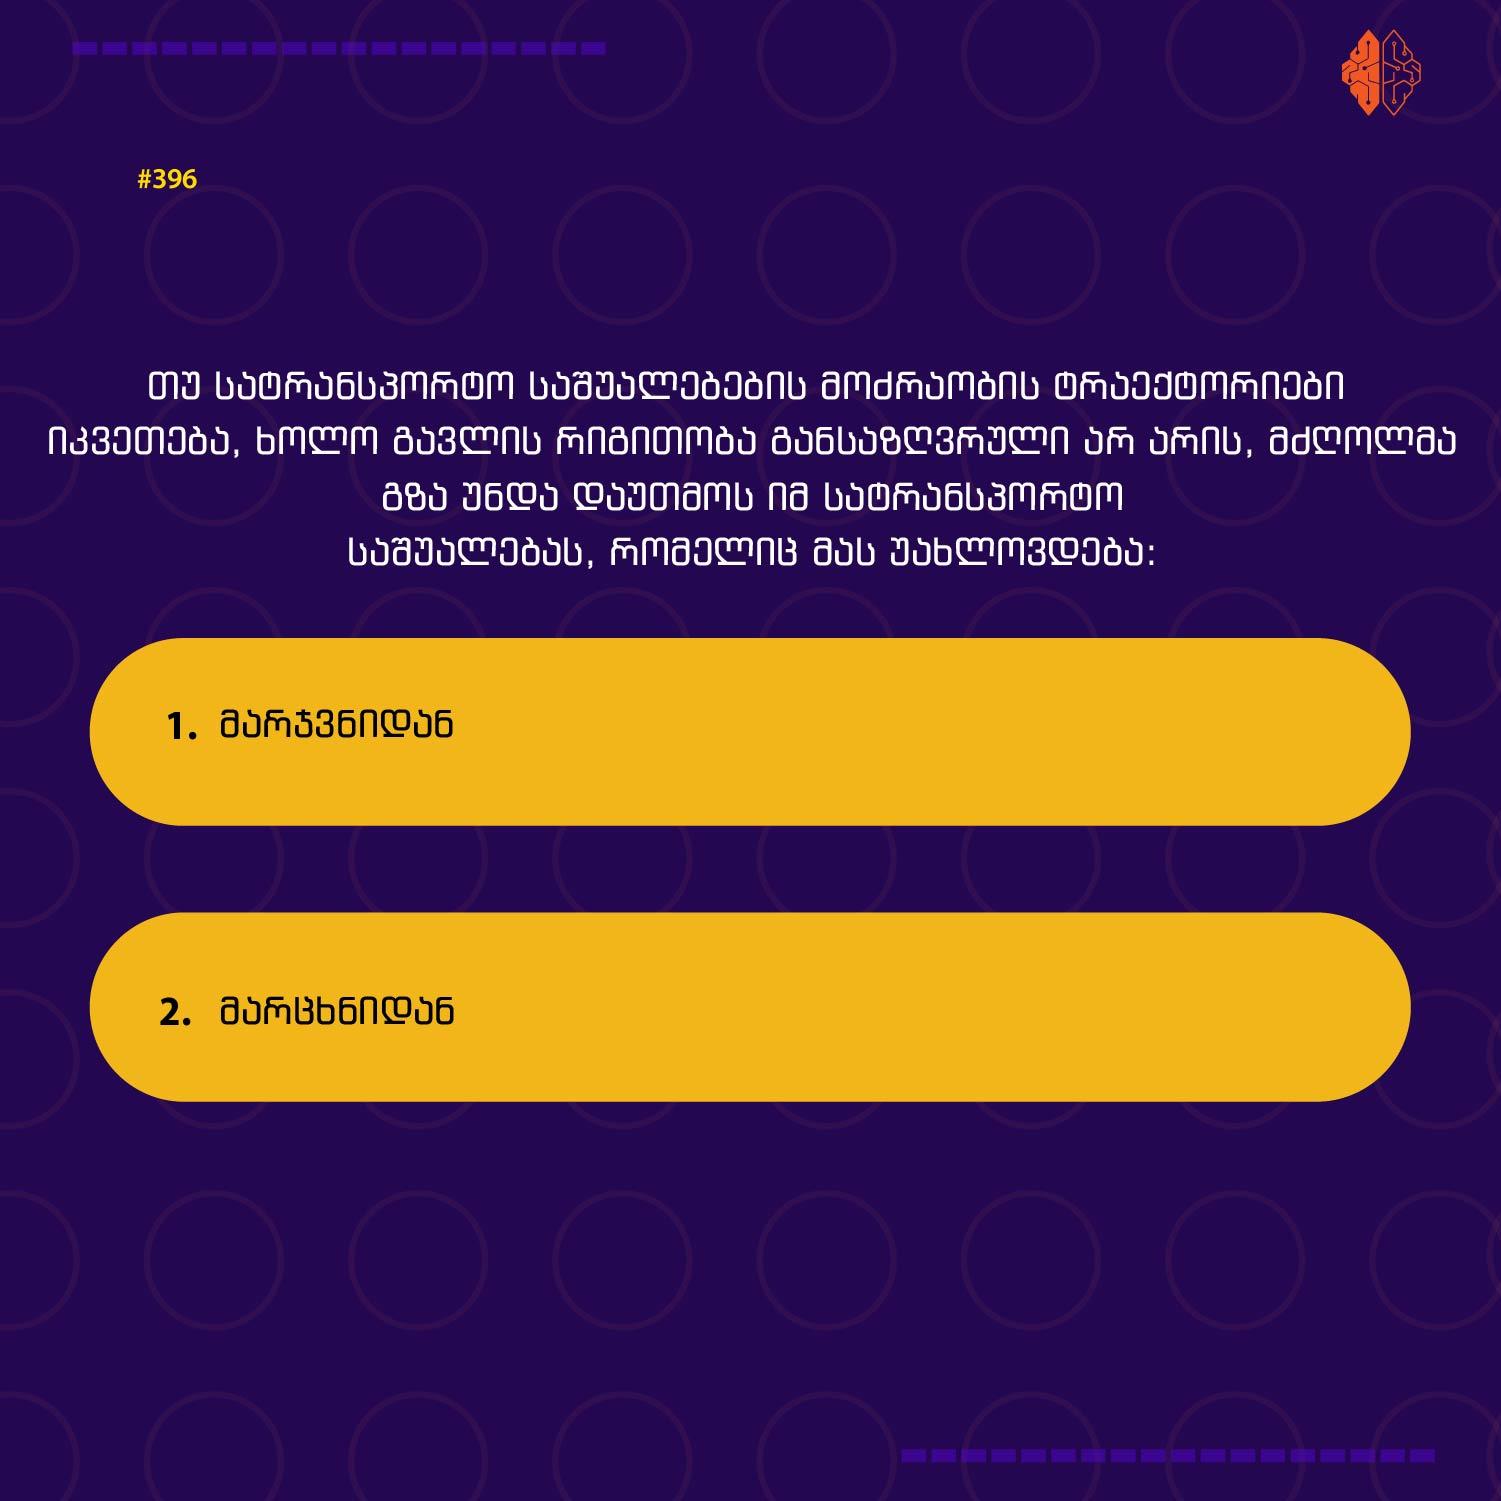 #396
თუ სატრანსპორტო საშუალებების მოძრაობის ტრაექტორიები
იკვეთება, ხოლო გავლის რიგითობა განსაზღვრული არ არის, მძღოლმა
გზა უნდა დაუთმოს იმ სატრანსპორტო
საშუალებას, რომელიც მას უახლოვდება:
1. მარჯვნიდან
2. მარცხნიდან